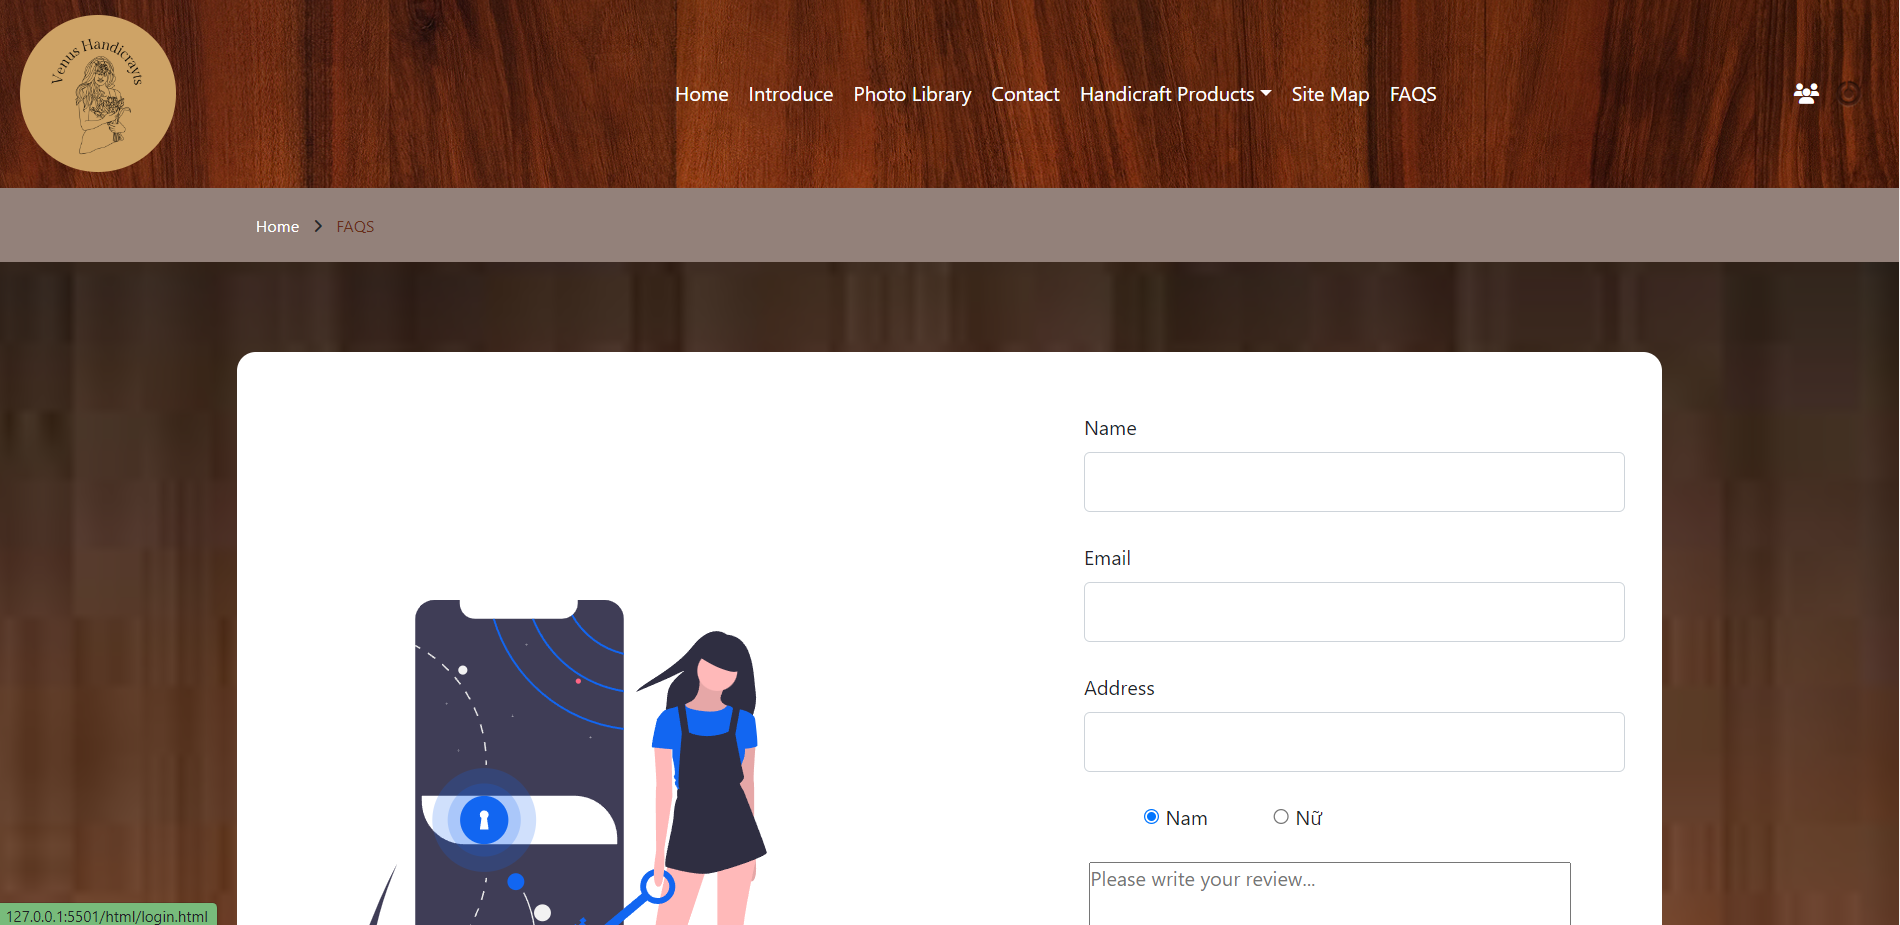 Venus Handicrayts
Home Introduce Photo Library Contact Handicraft Products Site Map FAQS
Home FAQS
Name
Email
Address
Nam Nữ
Please write your review...
127.0.0.1:5501/html/login.html